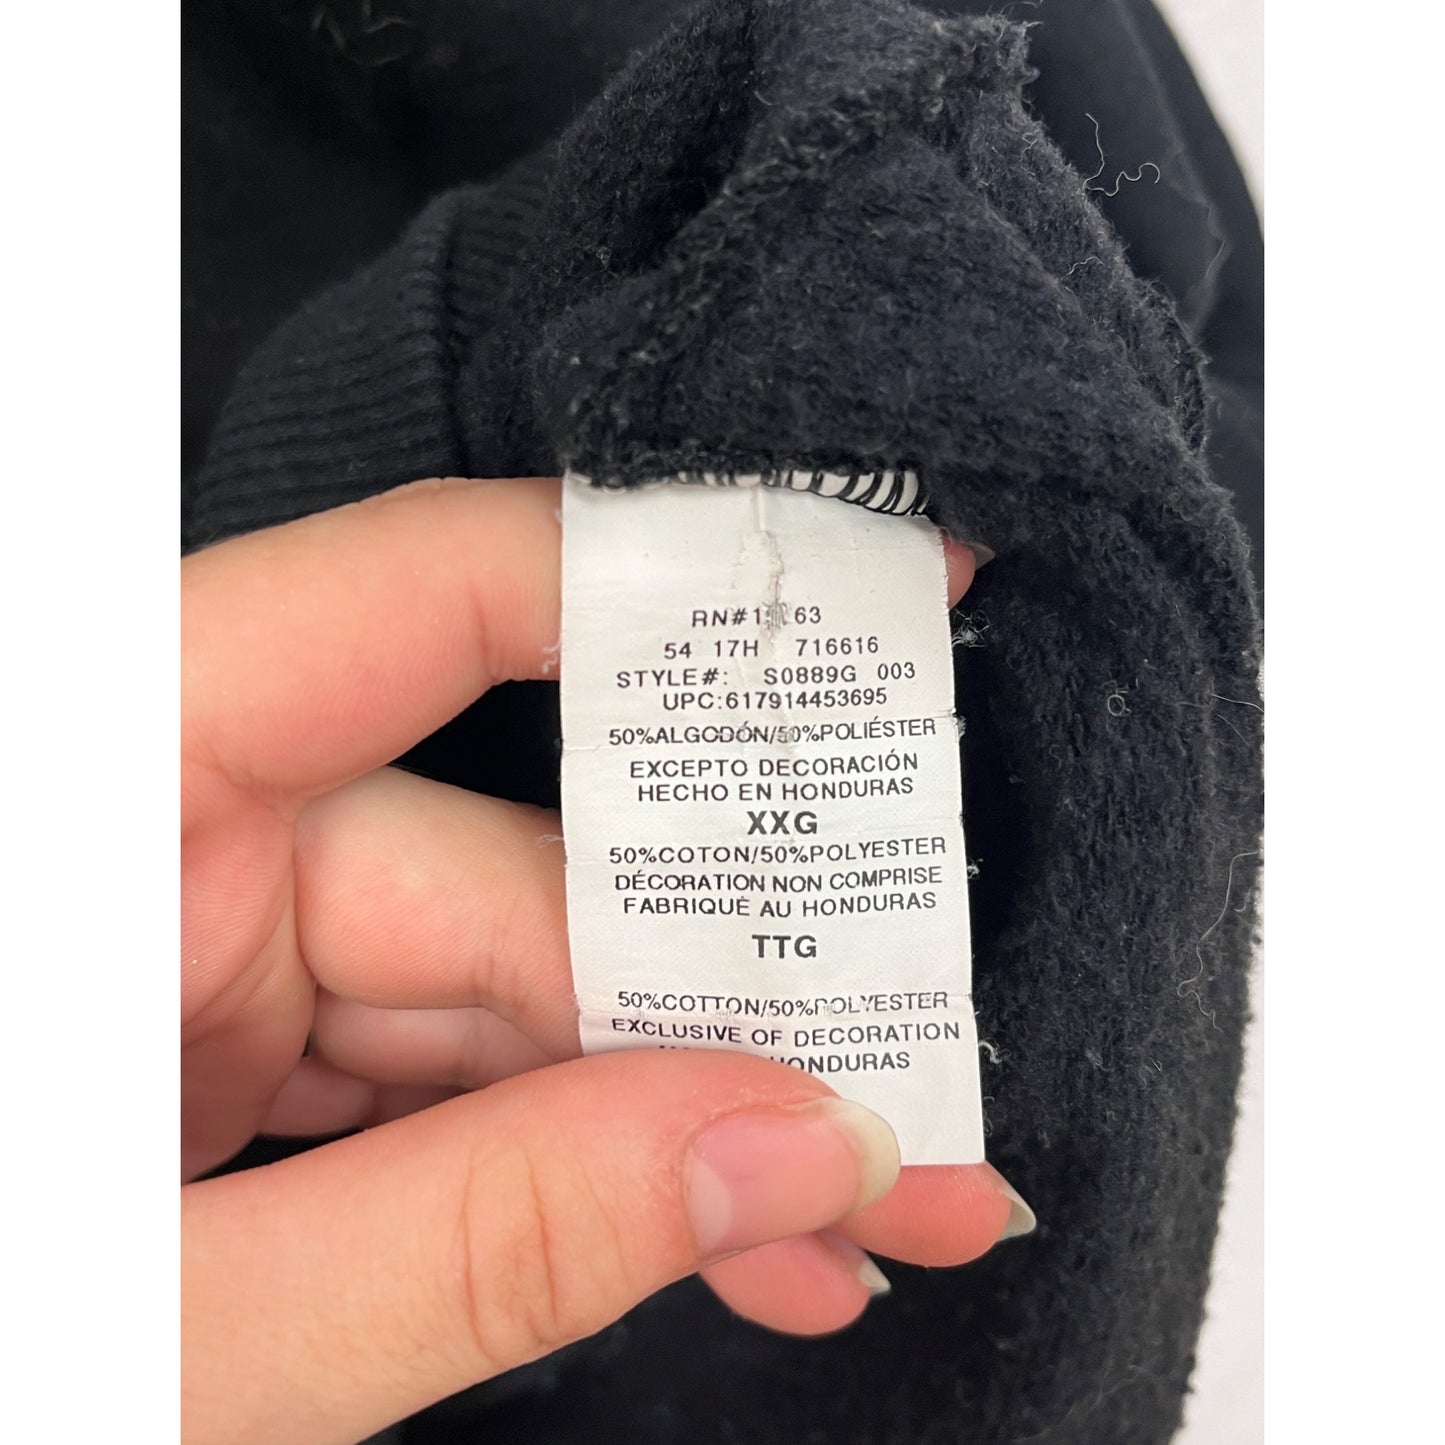 54 17H 716616
STYLE#: S0889G 003
UPC:617914453695
50%ALGODÓN/50%POLIÉSTER
EXCEPTO DECORACIÓN
HECHO EN HONDURAS
XXG
50%COTON/50%POLYESTER
DÉCORATION NON COMPRISE
FABRIQUÉ AU HONDURAS
TTG
50%COTTON/50%POLYESTER
EXCLUSIVE OF DECORATION
HONDURAS